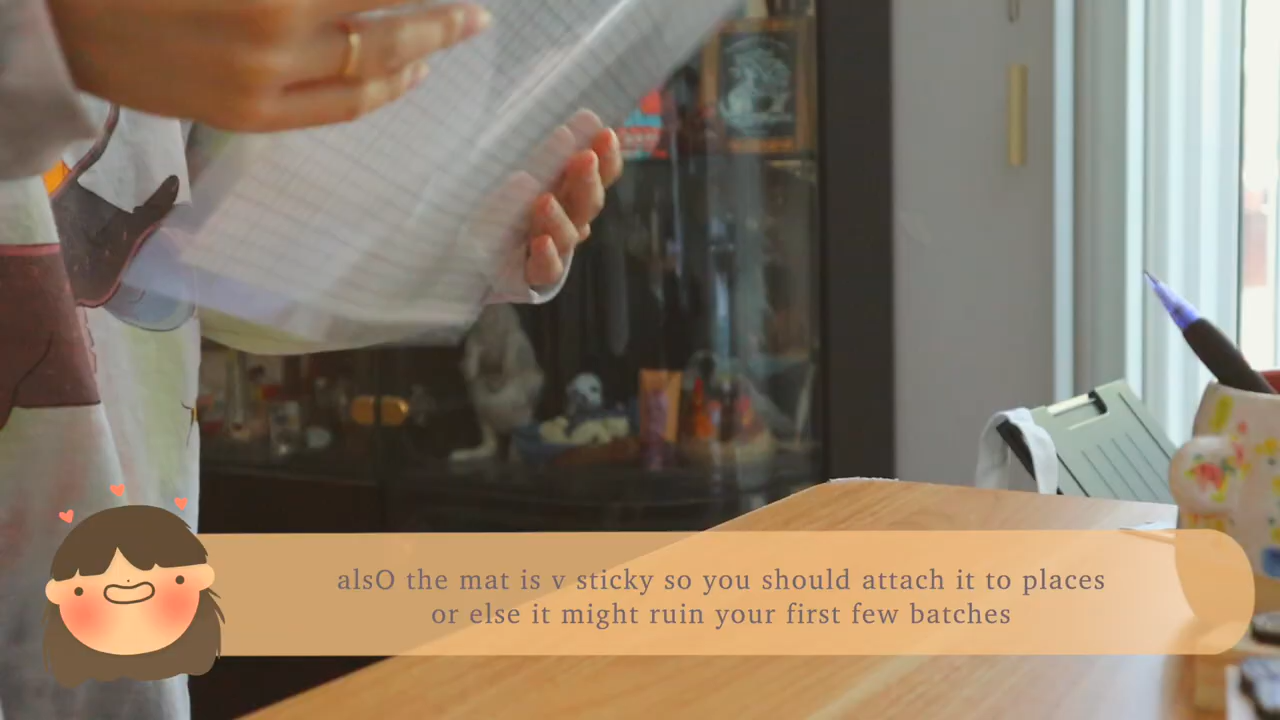 alsO the mat is v sticky so you should attach it to places
or else it might ruin your first few batches